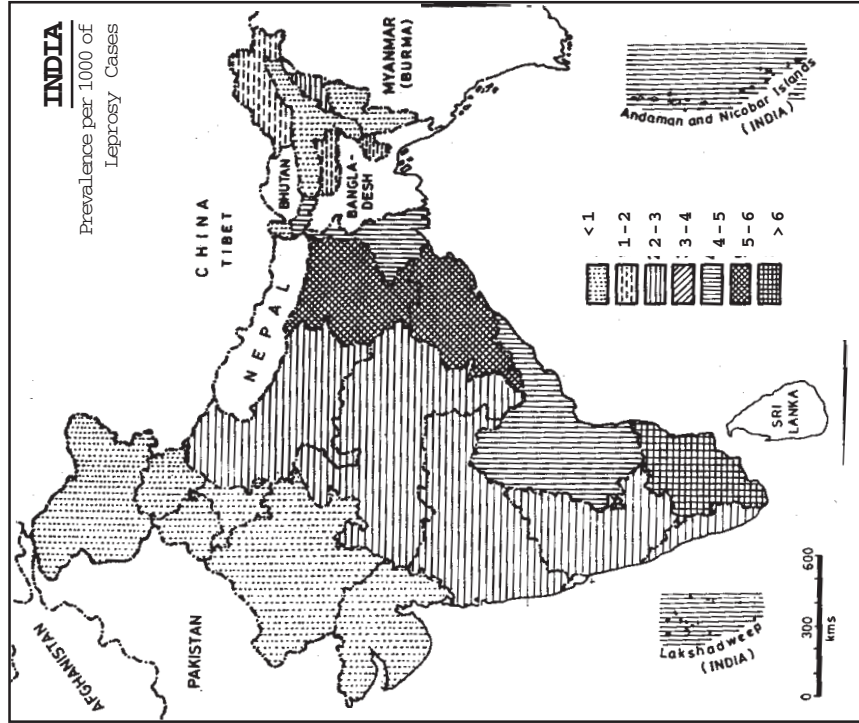 INDIA
Prevalence per 1000 of
Leprosy Cases
AFGHANISTAN
PAKISTAN
CHINA
TIBET
NEPAL
BHUTAN
BANGLA-
DESH
MYANMAR
(BURMA)
SRI
LANKA
Andaman and Nicobar Islands
(INDIA)
Lakshadweep
(INDIA)
< 1
1 - 2
2 - 3
3 - 4
4 - 5
5 - 6
> 6
0 300 600
kms